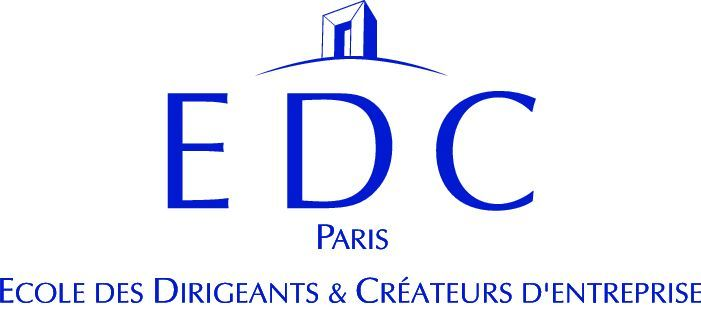 EDC
PARIS
ECOLE DES DIRIGEANTS & CRÉATEURS D'ENTREPRISE